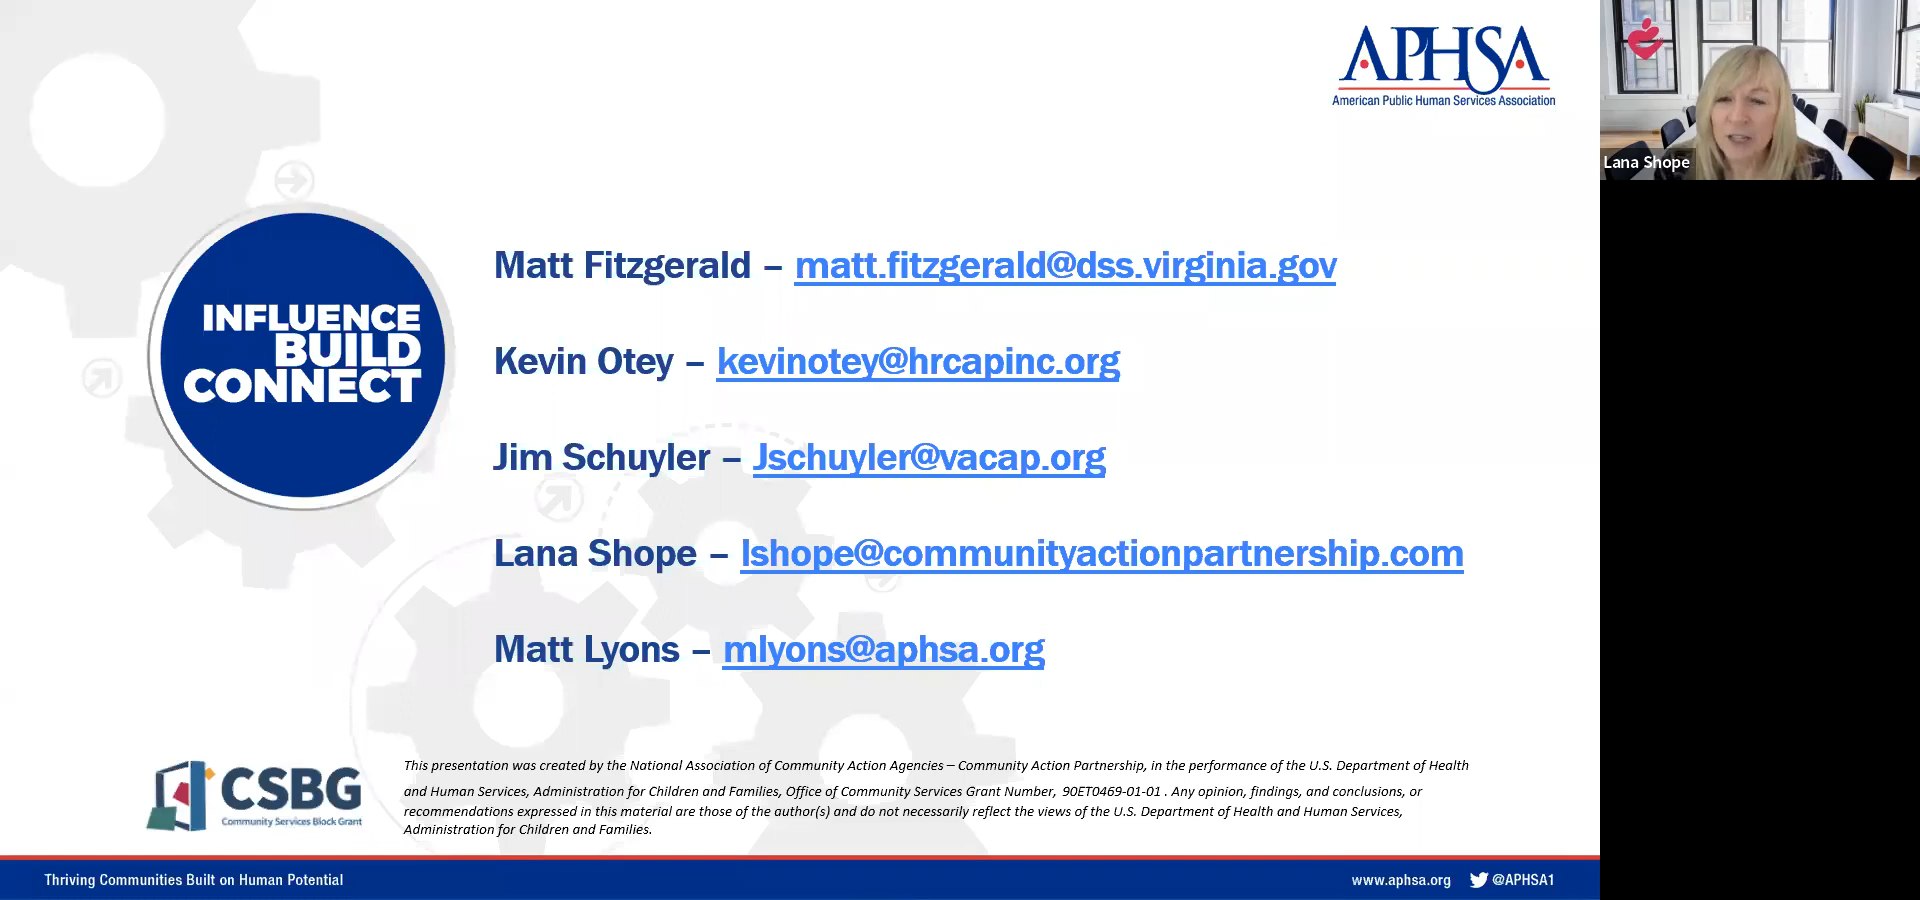 APHSA
American Public Human Services Association
Lana Shope
INFLUENCE
BUILD
CONNECT
Matt Fitzgerald – matt.fitzgerald@dss.virginia.gov
Kevin Otey – kevinotey@hrcapinc.org
Jim Schuyler – Jschuyler@vacap.org
Lana Shope – lshope@communityactionpartnership.com
Matt Lyons – mlyons@aphsa.org
CSBG
Community Services Block Grant
This presentation was created by the National Association of Community Action Agencies – Community Action Partnership, in the performance of the U.S. Department of Health
and Human Services, Administration for Children and Families, Office of Community Services Grant Number, 90ET0469-01-01 . Any opinion, findings, and conclusions, or
recommendations expressed in this material are those of the author(s) and do not necessarily reflect the views of the U.S. Department of Health and Human Services,
Administration for Children and Families.
Thriving Communities Built on Human Potential
www.aphsa.org @APHSA1